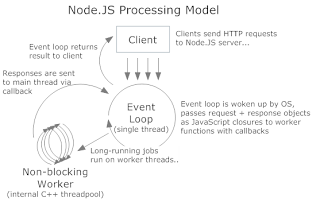 Node.JS Processing Model
Client
Clients send HTTP requests
to Node.JS server...
Event loop returns
result to client
Responses are sent
to main thread via
callback
Event
Loop
(single thread)
Event loop is woken up by OS,
passes request + response objects
as JavaScript closures to worker
functions with callbacks
Long-running jobs
run on worker threads..
Non-blocking
Worker
(internal C++ threadpool)